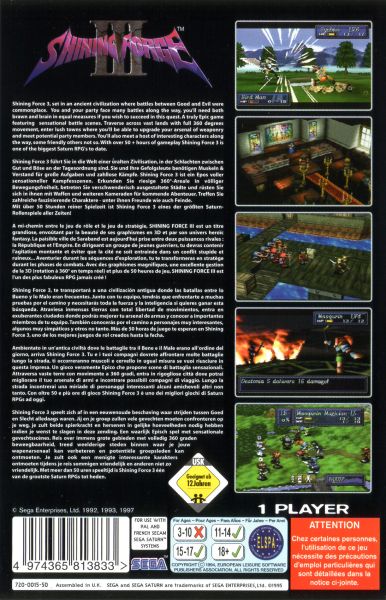 SHINING FORCE III
TM
Shining Force 3, set in an ancient civilization where battles between Good and Evil were
commonplace. You and your party face many battles along the way, you'll need both
brawn and brain in equal measures if you wish to succeed in this quest. A truly Epic game
featuring sensational battle scenes. Traverse across vast lands with full 360 degrees
movement, enter lush towns where you'll be able to upgrade your arsenal of weaponry
and meet potential party members. You'll also meet a host of interesting characters along
the way, some friendly others not so. With over 50 + hours of gameplay Shining Force 3 is
one of the biggest Saturn RPG's to date.
Shining Force 3 führt Sie in die Welt einer uralten Zivilisation, in der Schlachten zwischen
Gut und Böse an der Tagesordnung sind. Sie und Ihre Gefolgsleute benötigen Muskeln &
Verstand für große Aufgaben und zahllose Kämpfe. Shining Force 3 ist ein Epos voller
sensationeller Kampfszenen. Erkunden Sie riesige 360°-Areale in völliger
Bewegungsfreiheit, betreten Sie verschwenderisch ausgestaltete Städte und rüsten Sie
sich in ihnen mit Waffen und weiteren Kameraden für kommende Abenteuer. Treffen Sie
zahlreiche faszinierende Charaktere - unter ihnen Freunde wie auch Feinde.
Mit über 50 Stunden reiner Spielzeit ist Shining Force 3 eines der größten Saturn-
Rollenspiele aller Zeiten!
A mi-chemin entre le jeu de rôle et le jeu de stratégie, SHINING FORCE III est un titre
grandiose, envoûtant par la beauté de ses graphismes en 3D et par son univers heroïc
fantasy. La paisible ville de Saraband est aujourd'hui prise entre deux puissances rivales:
la République et l'Empire. En dirigeant un groupe de jeunes guerriers, tu devras contenir
l'agitation montante et éviter que la cité ne soit entrainée dans un conflit stupide et
ruineux... Aventurier durant les séquences d'exploration, tu te transformeras en stratège
durant les phases de combats. Avec des graphismes magnifiques, une excellente gestion
de la 3D (rotation à 360° en temps réel) et plus de 50 heures de jeu, SHINING FORCE III est
l'un des plus fabuleux RPG jamais créé !
Shining Force 3, te transportará a una civilización antigua donde las batallas entre lo
Bueno y lo Malo eran frecuentes. Junto con tu equipo, tendrás que enfrentarte a muchas
pruebas por el camino y necesitarás toda la fuerza y la inteligencia si quieres ganar esta
búsqueda. Atraviesa inmensas tierras con total libertad de movimientos, entra en
exuberantes ciudades donde podrás mejorar tu arsenal de armas y conocer a importantes
miembros de tu equipo. También conocerás por el camino a personajes muy interesantes,
algunos muy simpáticos y otros no tanto. Más de 50 horas de juego te esperan en Shining
Force 3, uno de los mejores juegos de rol creados hasta la fecha.
Ambientato in un'antica civiltà dove le battaglie tra il Bene e il Male erano all'ordine del
giorno, arriva Shining Force 3. Tu e i tuoi compagni dovrete affrontare molte battaglie
lungo la strada. Vi occorreranno muscoli e cervello in ugual misura se vuoi riuscire in
questa impresa. Un gioco veramente Epico che propone scene di battaglia sensazionali.
Attraversa vaste terre con movimento a 360 gradi, entra in rigogliose città dove potrai
migliorare il tuo arsenale di armi e incontrare possibili compagni di viaggio. Lungo la
strada incontrerai una miriade di personaggi interessanti alcuni amichevoli altri non
tanto. Con oltre 50 e più ore di gioco Shining Force 3 è uno dei migliori giochi di Saturn
RPGs ad oggi.
Shining Force 3 speelt zich af in een eeuwenoude beschaving waar strijden tussen Goed
en Slecht alledaags waren. Jij en je groep zullen vele gevechten moeten confronteren op
je weg, je zult beide spierkracht en hersenen in gelijke hoeveelheden nodig hebben
indien je wenst te slagen in deze zending. Een waarlijk Episch spel met sensationele
gevechtsscènes. Reis over immens grote gebieden met volledig 360 graden
beweegbaarheid, treed weelderige steden binnen waar je jouw
wapenarsenaal kan verbeteren en potentiële groepsleden kan
ontmoeten. Je zult ook een menigte interessante karakters
ontmoeten tijdens je reis sommigen vriendelijk en anderen niet zo
vriendelijk. Met meer dan 50 uren speeltijd is Shining Force 3 één
van de grootste Saturn RPGs tot heden.
Bird Man
Masqurin
Dantonia S delivers 16 damage!
Masqurin Magician
USK
Geeignet ab
12 Jahren
© Sega Enterprises, Ltd. 1992, 1993, 1997
4 974365 813833 >
720-0015-50
FOR USE WITH
PAL AND
FRENCH SECAM
SEGA SATURN™
SYSTEMS
SEGA
For Ages - Pour Ages - Para Años - Für Jahre - Per Anni
3-10
11-14
15-17
18+
ELSPA
COPYRIGHT © 1994, EUROPEAN LEISURE SOFTWARE
PUBLISHERS ASSOCIATION LTD. ALL RIGHTS RESERVED
Assembled in U.K. SEGA and SEGA SATURN are trademarks of SEGA ENTERPRISES, LTD. ©1995
1 PLAYER
ATTENTION
Chez certaines personnes,
l'utilisation de ce jeu
nécessite des précautions
d'emploi particulières qui
sont détaillées dans la
notice ci-jointe.